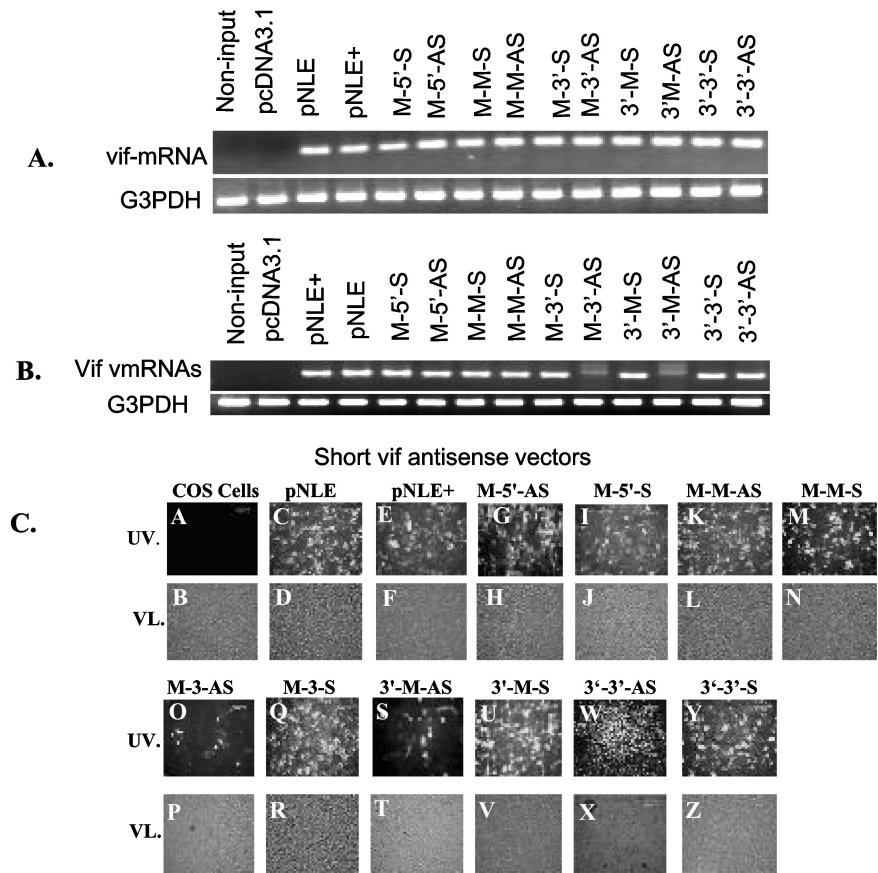 Non-input pcDNA3.1 pNLE pNLE+ M-5'-S M-5'-AS M-M-S M-M-AS M-3'-S M-3'-AS 3'-M-S 3'M-AS 3'-3'-S 3'-3'-AS
A.
vif-mRNA
G3PDH
Non-input pcDNA3.1 pNLE+ pNLE M-5'-S M-5'-AS M-M-S M-M-AS M-3'-S M-3'-AS 3'-M-S 3'-M-AS 3'-3'-S 3'-3'-AS
B.
Vif vmRNAs
G3PDH
Short vif antisense vectors
COS Cells pNLE pNLE+ M-5'-AS M-5'-S M-M-AS M-M-S
C.
UV. A C E G I K M
VL. B D F H J L N
M-3-AS M-3-S 3'-M-AS 3'-M-S 3‘-3’-AS 3‘-3’-S
UV. O Q S U W Y
VL. P R T V X Z